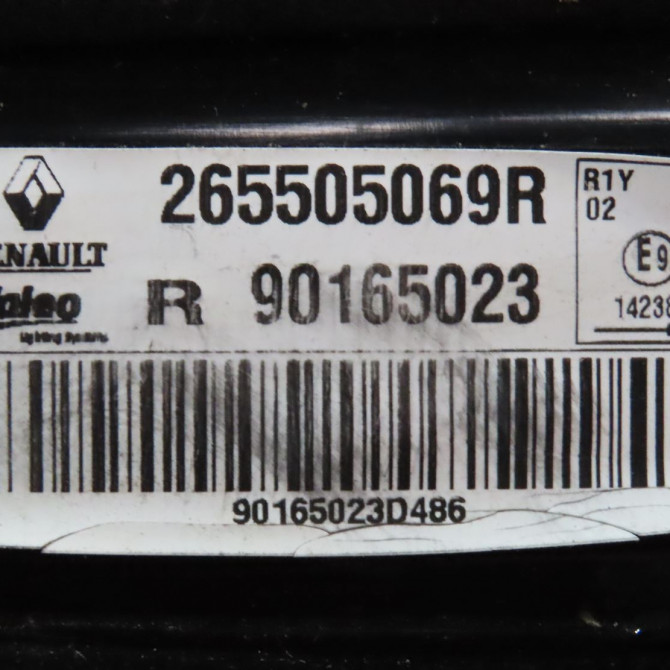 265505069R
RENAULT
R 90165023
Valeo
Lighting Systems
R1Y
02
E9
14238
90165023D486